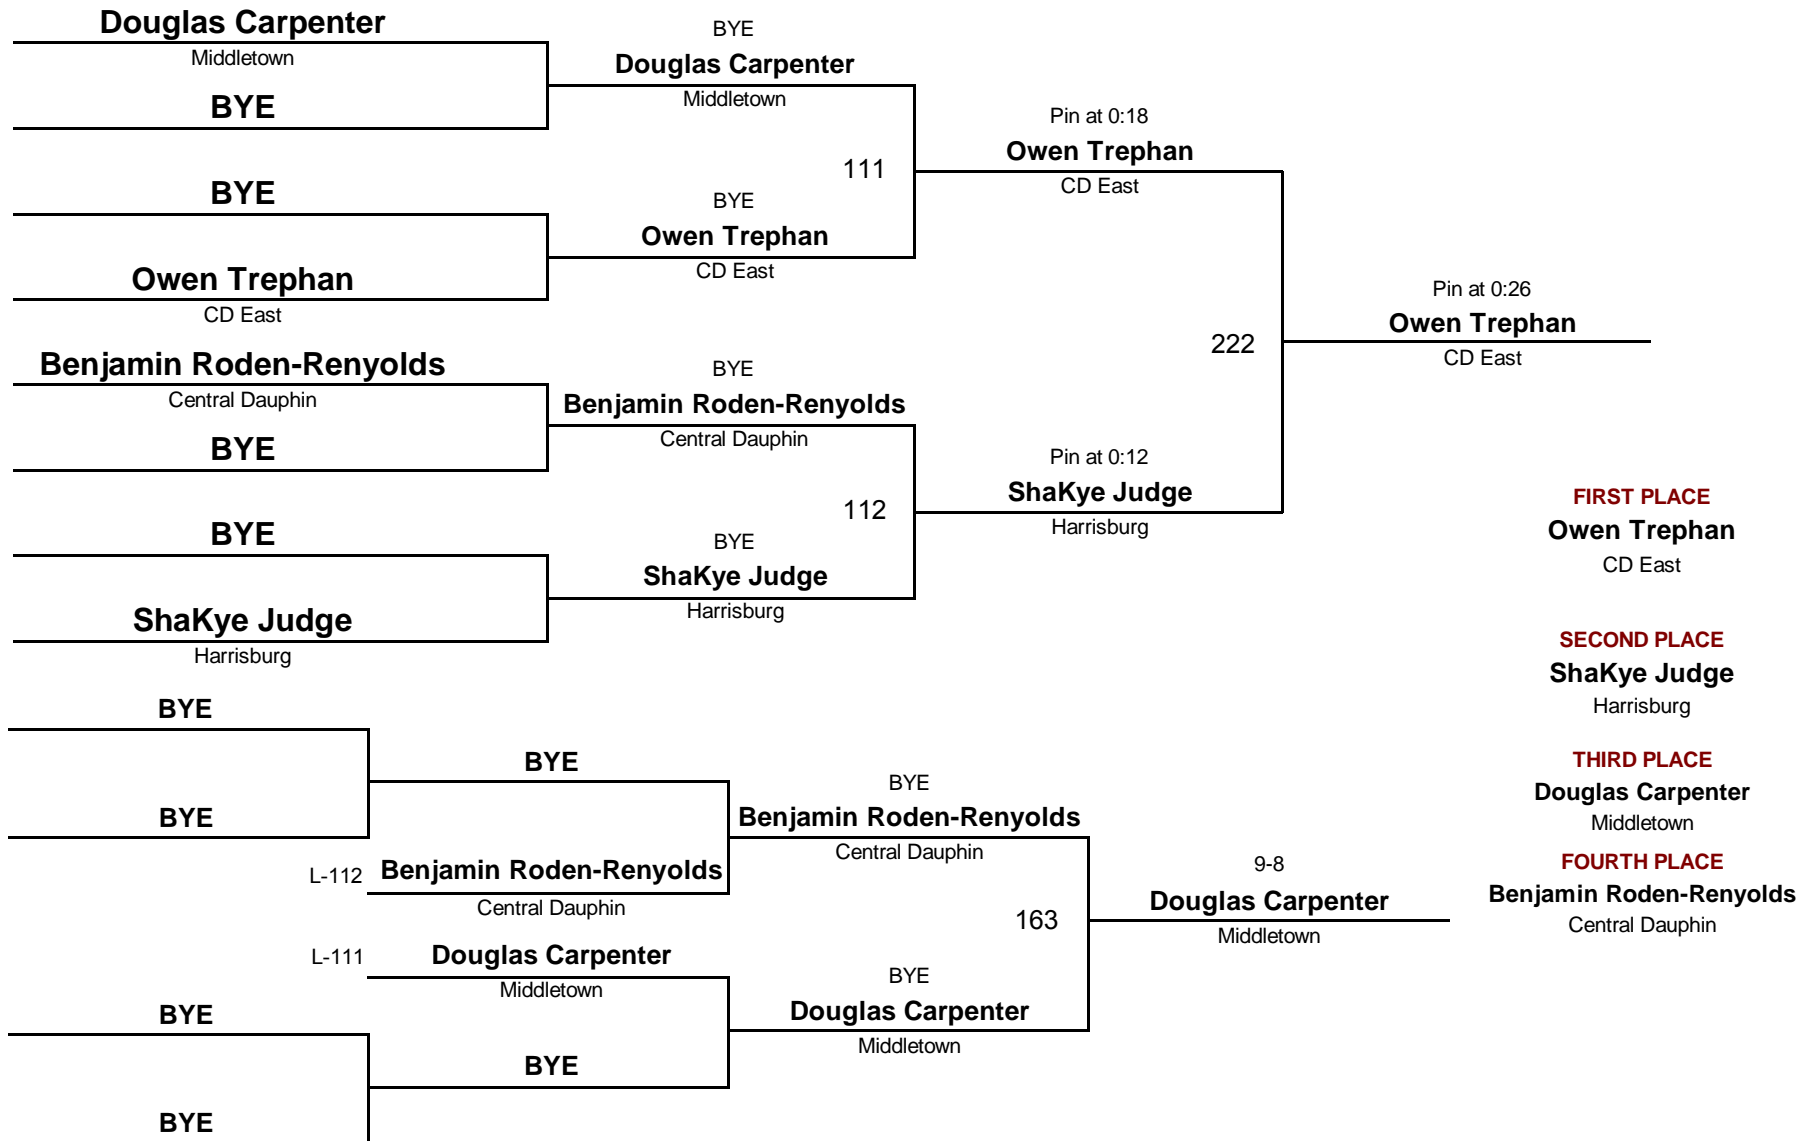 Douglas Carpenter
Middletown
BYE
BYE
Owen Trephan
CD East
Benjamin Roden-Renyolds
Central Dauphin
BYE
BYE
ShaKye Judge
Harrisburg
BYE
Douglas Carpenter
Middletown
111
BYE
Owen Trephan
CD East
BYE
Benjamin Roden-Renyolds
Central Dauphin
112
BYE
ShaKye Judge
Harrisburg
Pin at 0:18
Owen Trephan
CD East
222
Pin at 0:12
ShaKye Judge
Harrisburg
Pin at 0:26
Owen Trephan
CD East
FIRST PLACE
Owen Trephan
CD East
SECOND PLACE
ShaKye Judge
Harrisburg
THIRD PLACE
Douglas Carpenter
Middletown
FOURTH PLACE
Benjamin Roden-Renyolds
Central Dauphin
BYE
BYE
BYE
L-112 Benjamin Roden-Renyolds
Central Dauphin
L-111 Douglas Carpenter
Middletown
BYE
BYE
BYE
BYE
Benjamin Roden-Renyolds
Central Dauphin
163
BYE
Douglas Carpenter
Middletown
9-8
Douglas Carpenter
Middletown